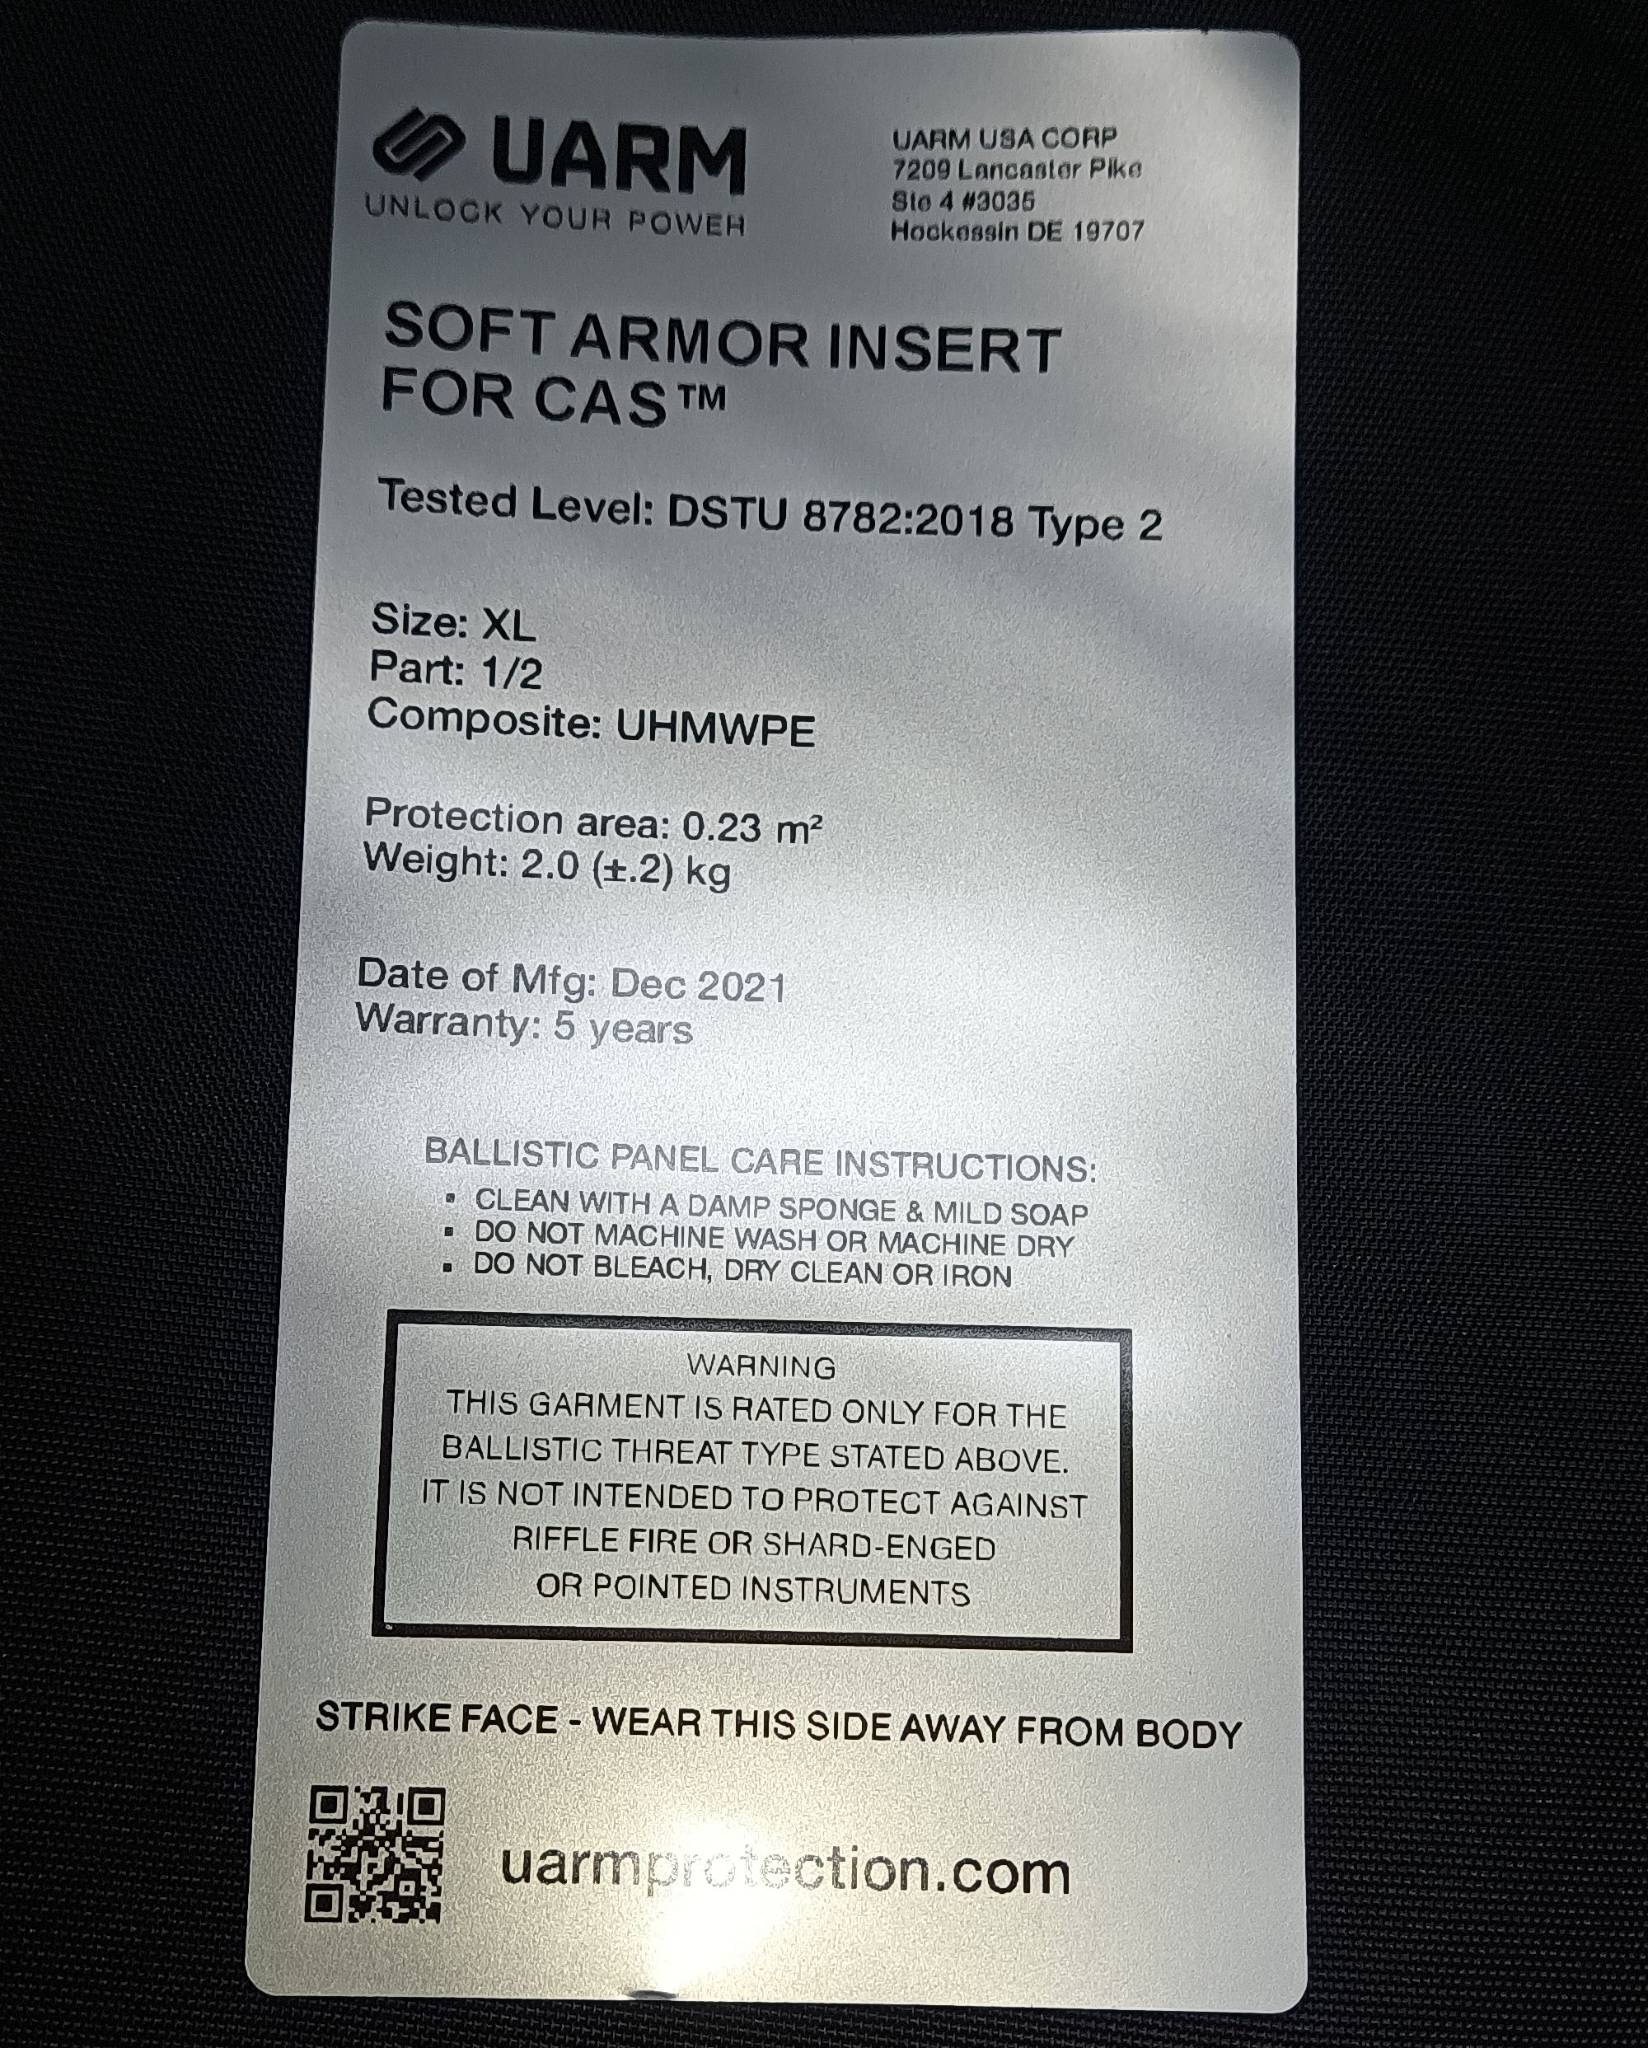 UARM
UNLOCK YOUR POWER
UARM USA CORP
7209 Lancaster Pike
Ste 4 #3035
Hockessin DE 19707
SOFT ARMOR INSERT
FOR CAS™
Tested Level: DSTU 8782:2018 Type 2
Size: XL
Part: 1/2
Composite: UHMWPE
Protection area: 0.23 m²
Weight: 2.0 (±.2) kg
Date of Mfg: Dec 2021
Warranty: 5 years
BALLISTIC PANEL CARE INSTRUCTIONS:
▪ CLEAN WITH A DAMP SPONGE & MILD SOAP
▪ DO NOT MACHINE WASH OR MACHINE DRY
▪ DO NOT BLEACH, DRY CLEAN OR IRON
WARNING
THIS GARMENT IS RATED ONLY FOR THE
BALLISTIC THREAT TYPE STATED ABOVE.
IT IS NOT INTENDED TO PROTECT AGAINST
RIFFLE FIRE OR SHARD-ENGED
OR POINTED INSTRUMENTS
STRIKE FACE - WEAR THIS SIDE AWAY FROM BODY
uarmprotection.com